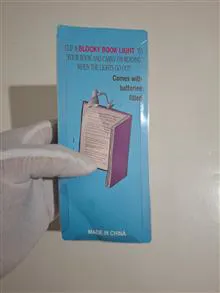 CLIP A BLOCKY BOOK LIGHT TO
YOUR BOOK AND CARRY ON READING
WHEN THE LIGHTS GO OUT!
Comes with
batteries
fitted
MADE IN CHINA